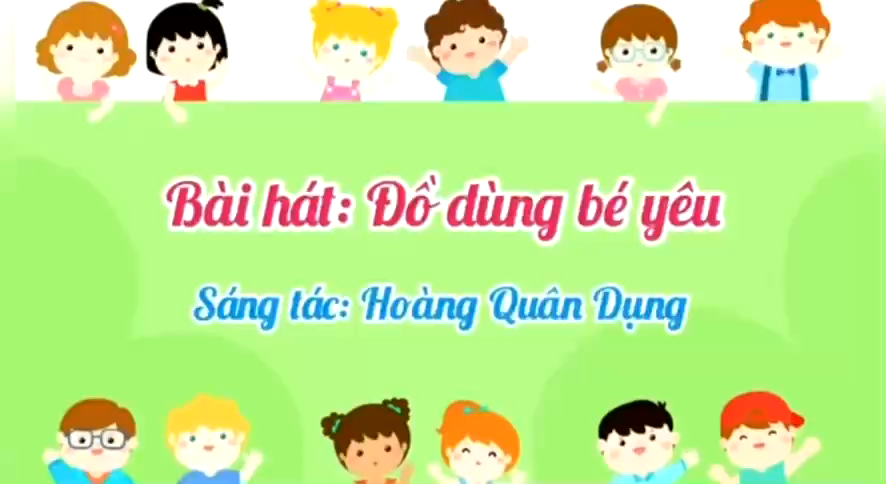 Bài hát: Đồ dùng bé yêu
Sáng tác: Hoàng Quân Dụng